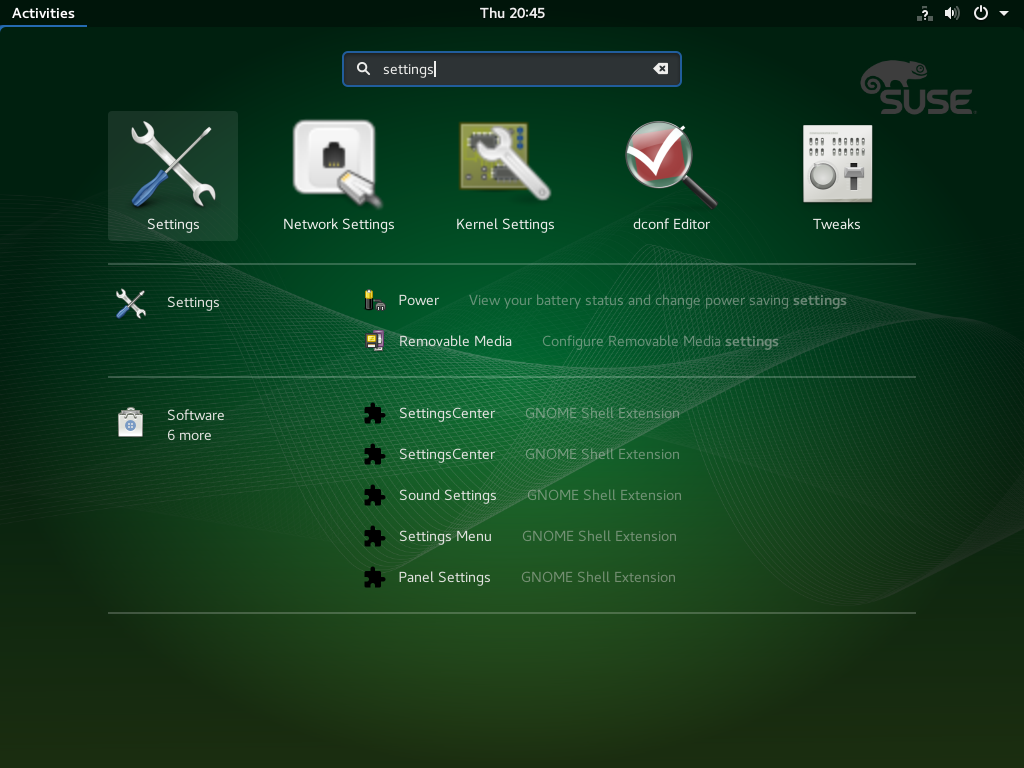 Activities
Thu 20:45
?
settings
SUSE
Settings
Network Settings
Kernel Settings
dconf Editor
Tweaks
Settings
Power View your battery status and change power saving settings
Removable Media Configure Removable Media settings
Software
6 more
SettingsCenter GNOME Shell Extension
SettingsCenter GNOME Shell Extension
Sound Settings GNOME Shell Extension
Settings Menu GNOME Shell Extension
Panel Settings GNOME Shell Extension